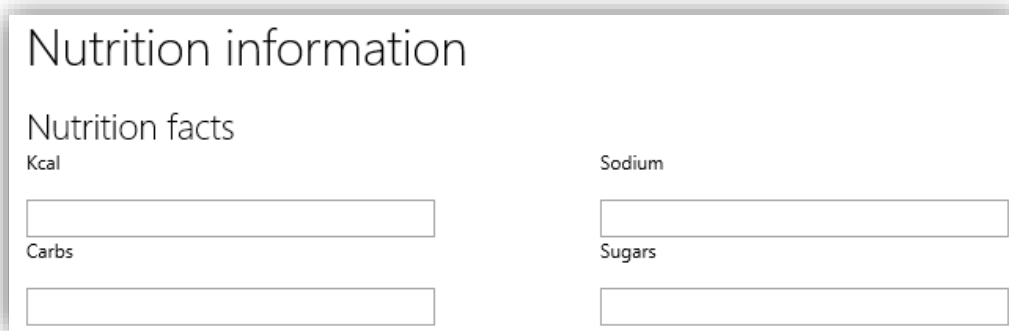 Nutrition information
Nutrition facts
Kcal Sodium
Carbs Sugars